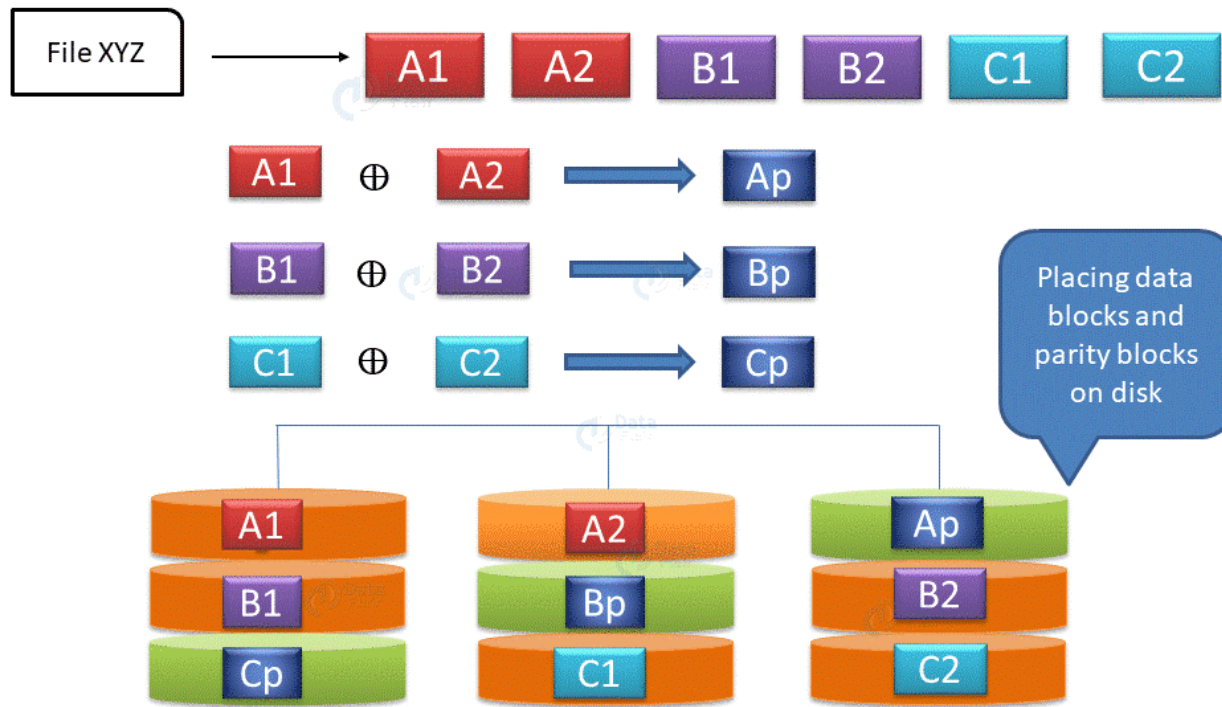 File XYZ
A1 A2 B1 B2 C1 C2
A1 ⊕ A2 Ap
B1 ⊕ B2 Bp
C1 ⊕ C2 Cp
Placing data
blocks and
parity blocks
on disk
Data
A1 A2 Ap
B1 Bp B2
Cp C1 C2